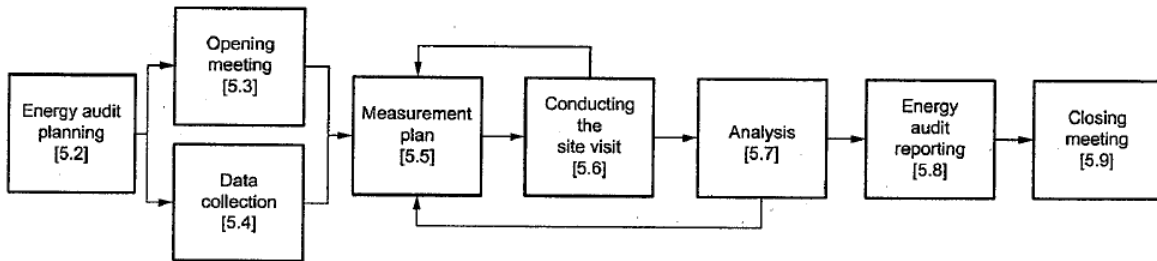 Energy audit
planning
[5.2]
Opening
meeting
[5.3]
Data
collection
[5.4]
Measurement
plan
[5.5]
Conducting
the
site visit
[5.6]
Analysis
[5.7]
Energy
audit
reporting
[5.8]
Closing
meeting
[5.9]